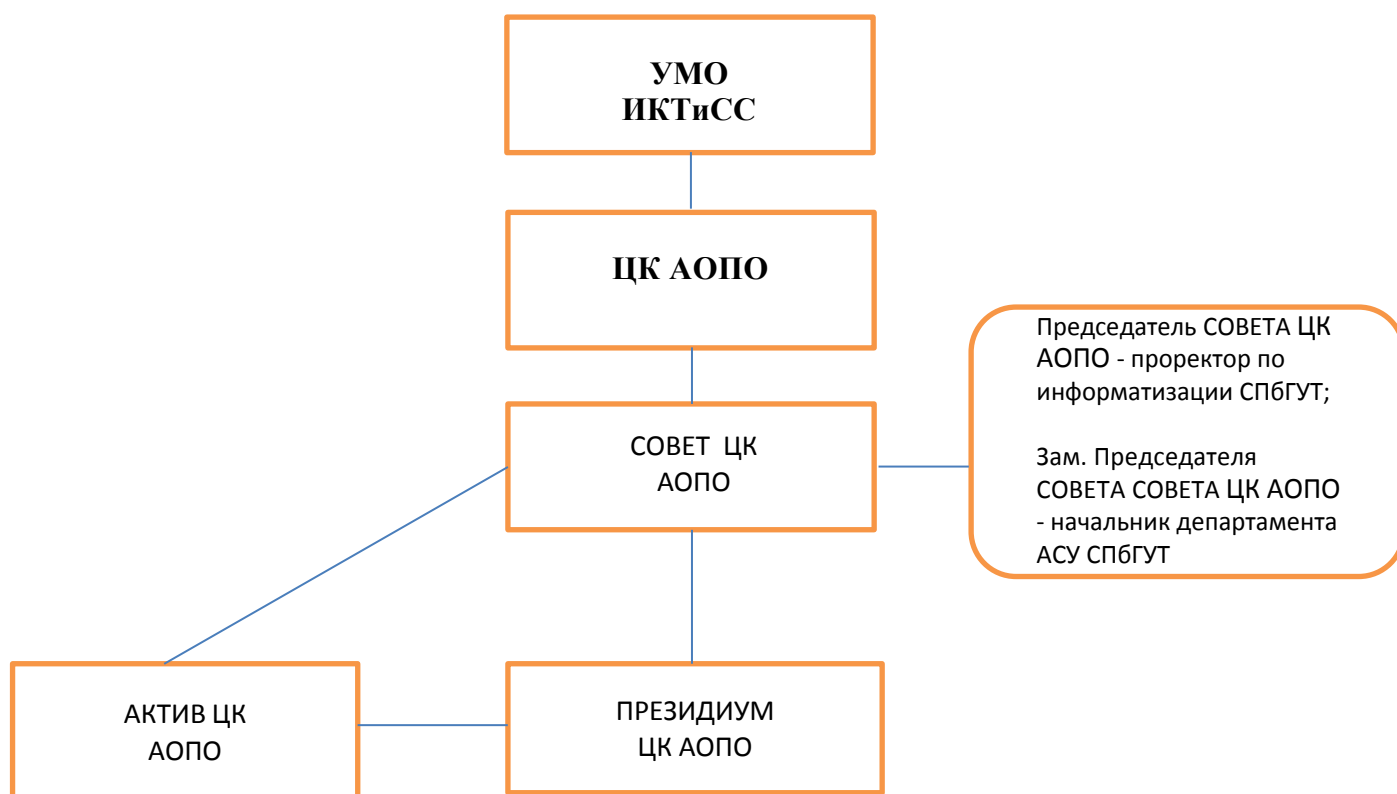 УМО
ИКТиСС
ЦК АОПО
СОВЕТ ЦК
АОПО
Председатель СОВЕТА ЦК
АОПО - проректор по
информатизации СПбГУТ;
Зам. Председателя
СОВЕТА СОВЕТА ЦК АОПО
- начальник департамента
АСУ СПбГУТ
АКТИВ ЦК
АОПО
ПРЕЗИДИУМ
ЦК АОПО